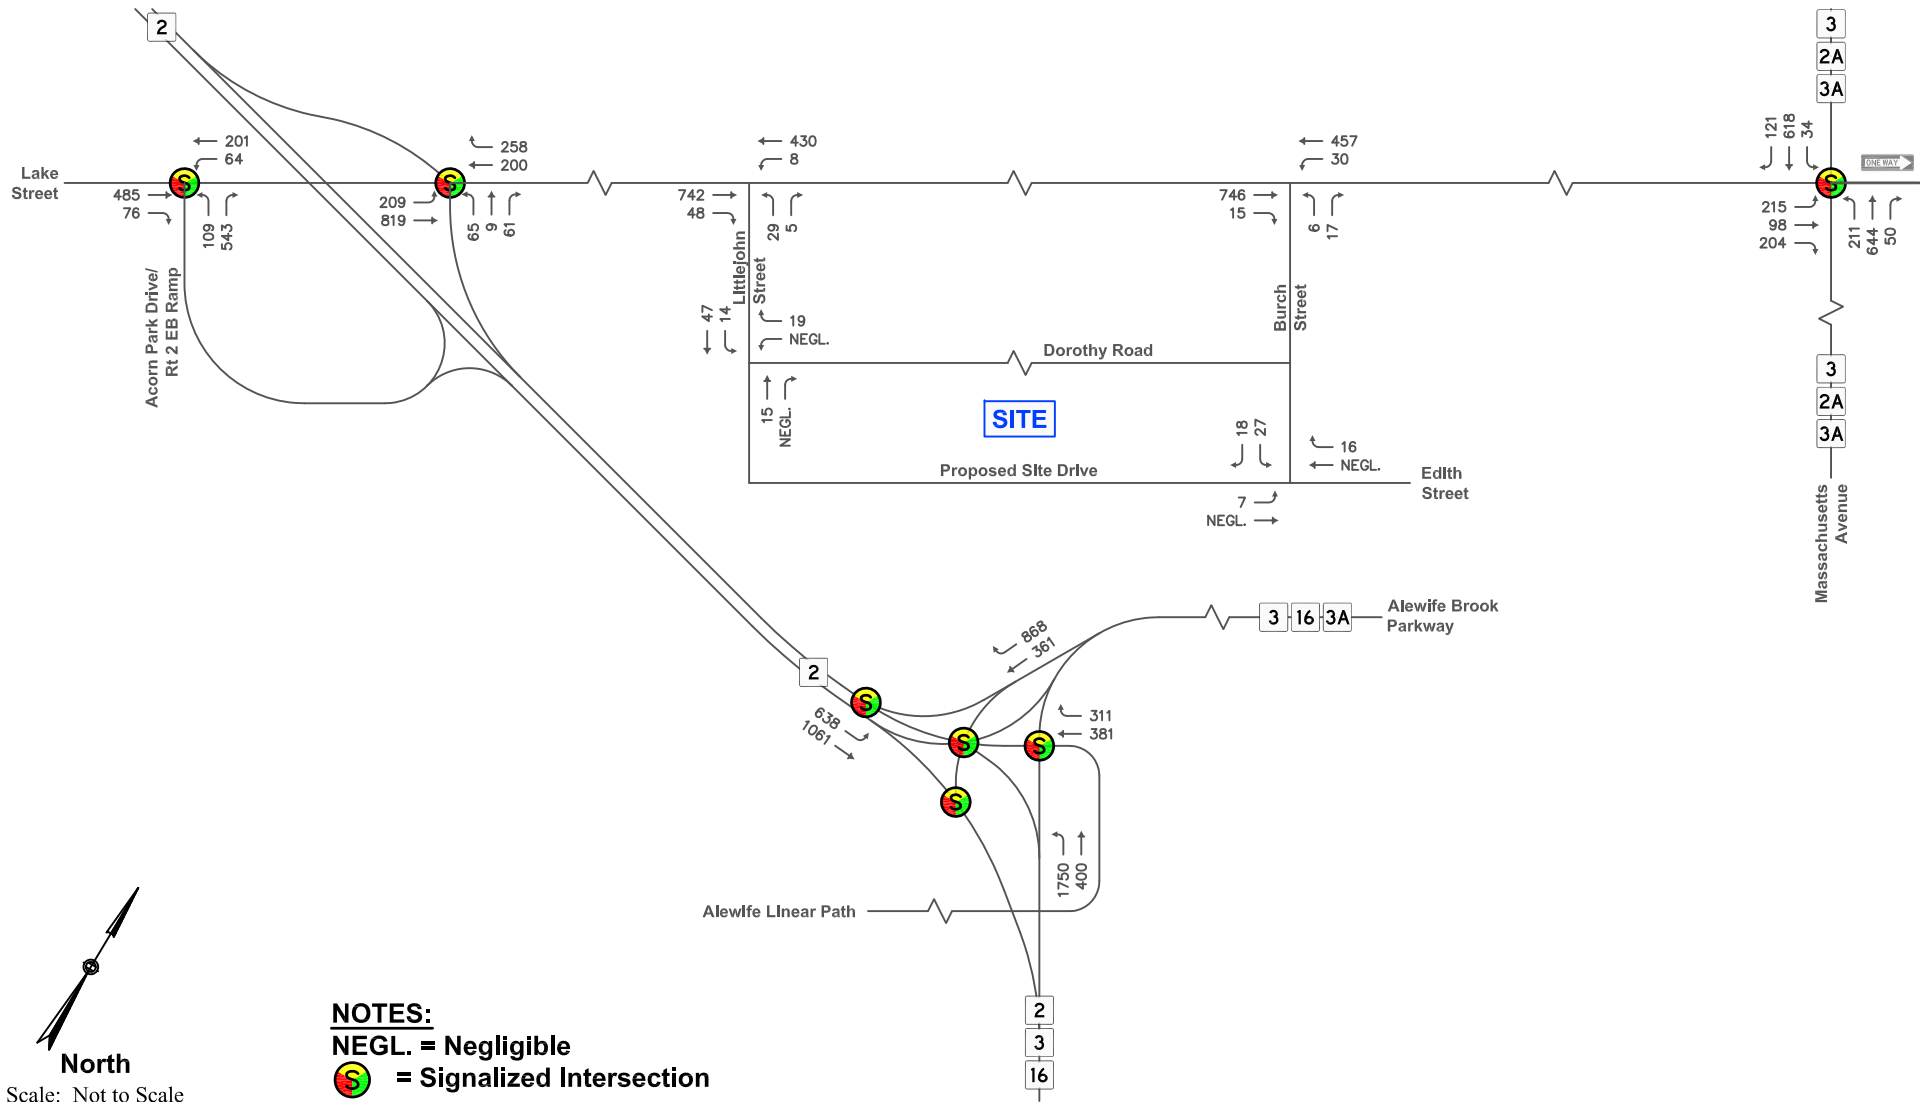 2
3
2A
3A
201
64
258
200
430
8
457
30
121
618
34
ONE WAY
Lake
Street
485
76
109
543
209
819
65
9
61
742
48
29
5
746
15
6
17
215
98
204
211
644
50
Acorn Park Drive/
Rt 2 EB Ramp
Littlejohn
Street
Burch
Street
47
14
19
NEGL.
Dorothy Road
15
NEGL.
SITE
18
27
16
NEGL.
Proposed Site Drive
Edith
Street
7
NEGL.
3
2A
3A
Massachusetts
Avenue
868
361
3
16
3A
Alewife Brook
Parkway
2
638
1061
311
381
1750
400
Alewife Linear Path
2
3
16
S
S
S
S
S
S
S
North
Scale: Not to Scale
NOTES:
NEGL. = Negligible
S = Signalized Intersection